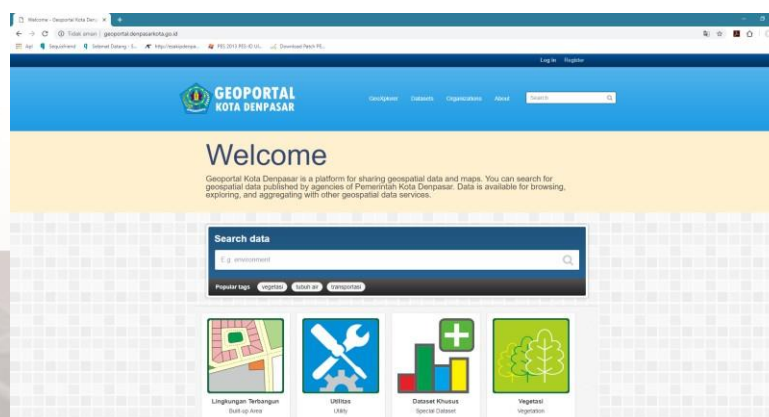 Welcome - Geoportal Kota Den
Tidak aman | geoportal.denpasarkota.go.id
Apl
Log In Register
GEOPORTAL
KOTA DENPASAR
GeoXplorer Datasets Organizations About Search
Welcome
Geoportal Kota Denpasar is a platform for sharing geospatial data and maps. You can search for
geospatial data published by agencies of Pemerintah Kota Denpasar. Data is available for browsing,
exploring, and aggregating with other geospatial data services.
Search data
E.g. environment
Popular tags vegetasi tubuh air transportasi
Lingkungan Terbangun Utilitas Dataset Khusus Vegetasi
Built-up Area Utility Special Dataset Vegetation